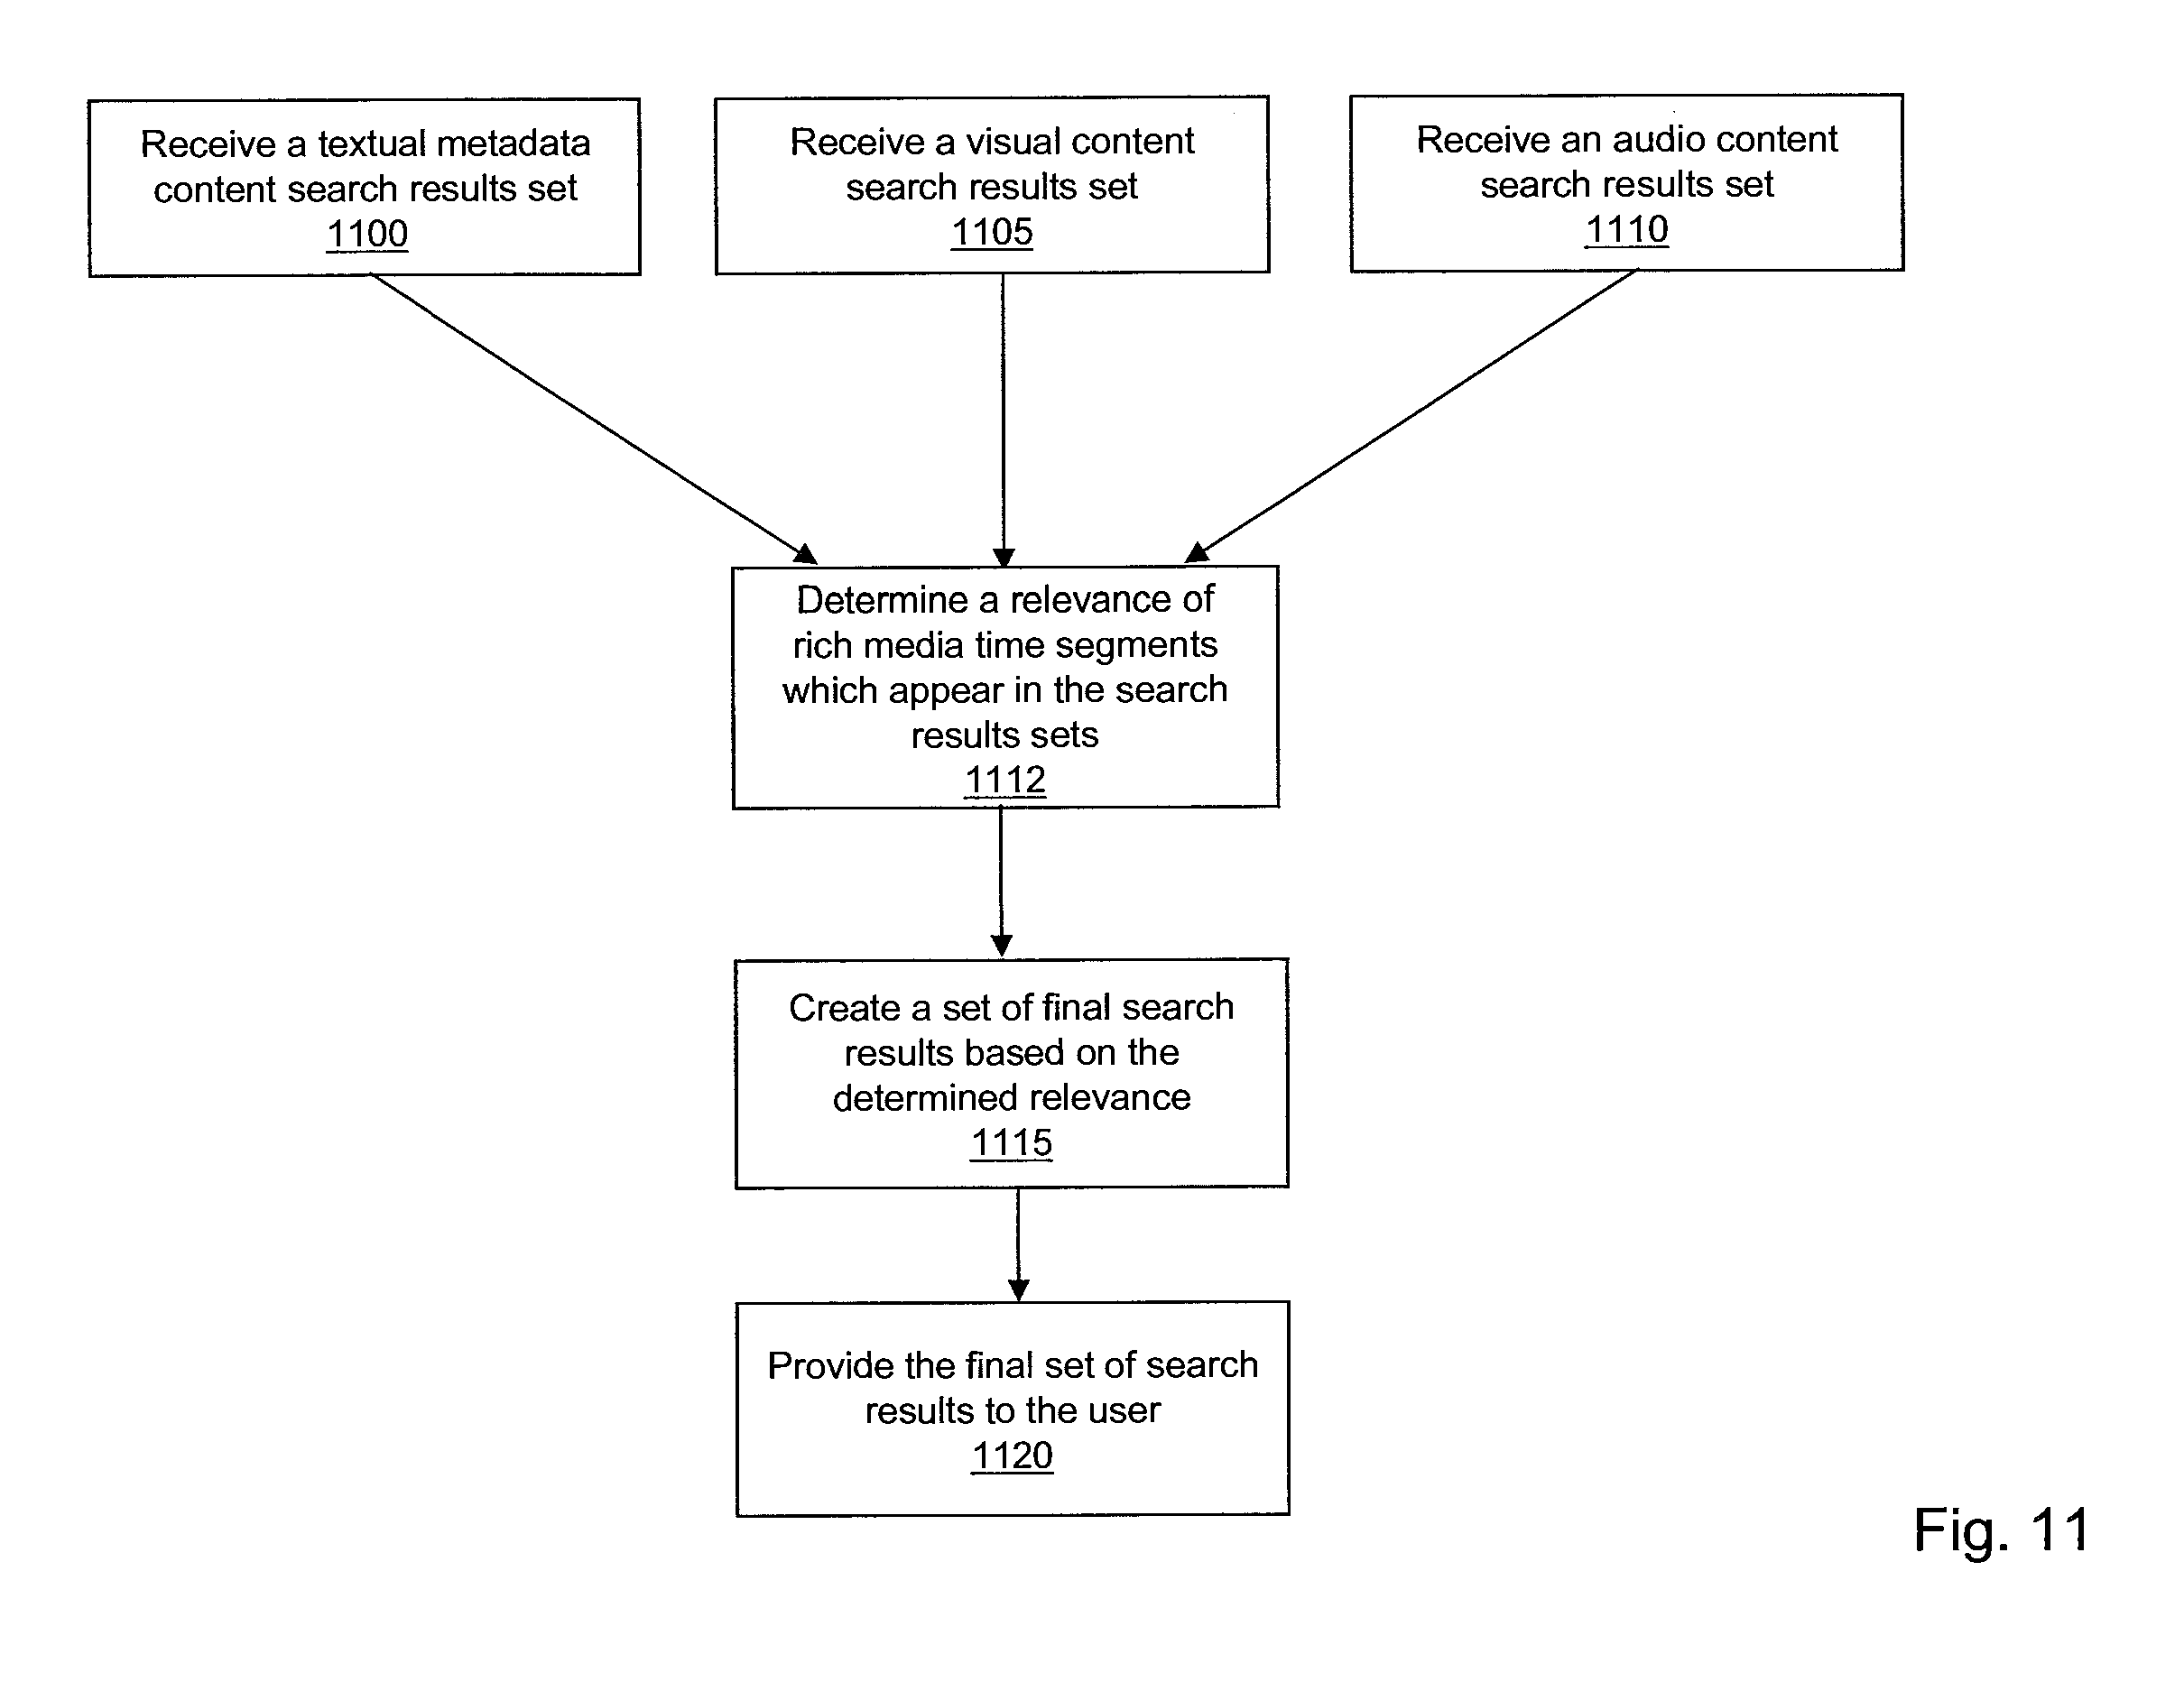 Receive a textual metadata
content search results set
1100
Receive a visual content
search results set
1105
Receive an audio content
search results set
1110
Determine a relevance of
rich media time segments
which appear in the search
results sets
1112
Create a set of final search
results based on the
determined relevance
1115
Provide the final set of search
results to the user
1120
Fig. 11